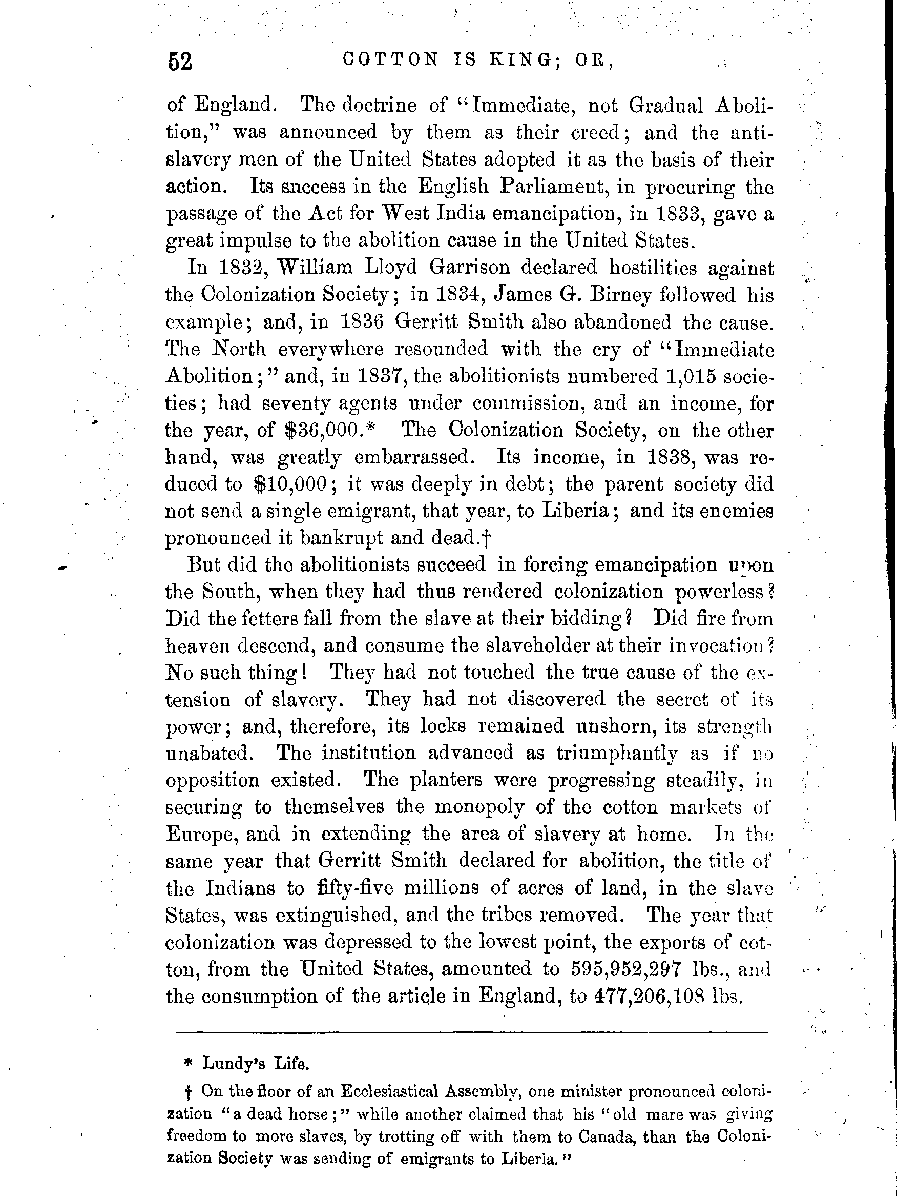 52 COTTON IS KING; OR,
of England. The doctrine of "Immediate, not Gradual Aboli-
tion," was announced by them as their creed; and the anti-
slavery men of the United States adopted it as the basis of their
action. Its success in the English Parliament, in procuring the
passage of the Act for West India emancipation, in 1833, gave a
great impulse to the abolition cause in the United States.
In 1832, William Lloyd Garrison declared hostilities against
the Colonization Society; in 1834, James G. Birney followed his
example; and, in 1836 Gerritt Smith also abandoned the cause.
The North everywhere resounded with the cry of "Immediate
Abolition;" and, in 1837, the abolitionists numbered 1,015 socie-
ties; had seventy agents under commission, and an income, for
the year, of $36,000.* The Colonization Society, on the other
hand, was greatly embarrassed. Its income, in 1838, was re-
duced to $10,000; it was deeply in debt; the parent society did
not send a single emigrant, that year, to Liberia; and its enemies
pronounced it bankrupt and dead.†
But did the abolitionists succeed in forcing emancipation upon
the South, when they had thus rendered colonization powerless?
Did the fetters fall from the slave at their bidding? Did fire from
heaven descend, and consume the slaveholder at their invocation?
No such thing! They had not touched the true cause of the ex-
tension of slavery. They had not discovered the secret of its
power; and, therefore, its locks remained unshorn, its strength
unabated. The institution advanced as triumphantly as if no
opposition existed. The planters were progressing steadily, in
securing to themselves the monopoly of the cotton markets of
Europe, and in extending the area of slavery at home. In the
same year that Gerritt Smith declared for abolition, the title of
the Indians to fifty-five millions of acres of land, in the slave
States, was extinguished, and the tribes removed. The year that
colonization was depressed to the lowest point, the exports of cot-
ton, from the United States, amounted to 595,952,297 lbs., and
the consumption of the article in England, to 477,206,108 lbs.
* Lundy's Life.
† On the floor of an Ecclesiastical Assembly, one minister pronounced coloni-
zation "a dead horse;" while another claimed that his "old mare was giving
freedom to more slaves, by trotting off with them to Canada, than the Coloni-
zation Society was sending of emigrants to Liberia."